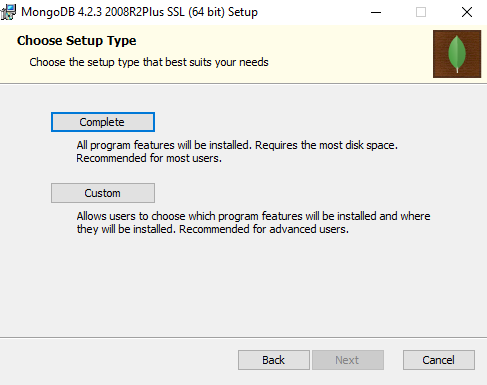 MongoDB 4.2.3 2008R2Plus SSL (64 bit) Setup
Choose Setup Type
Choose the setup type that best suits your needs
Complete
All program features will be installed. Requires the most disk space.
Recommended for most users.
Custom
Allows users to choose which program features will be installed and where
they will be installed. Recommended for advanced users.
Back
Next
Cancel